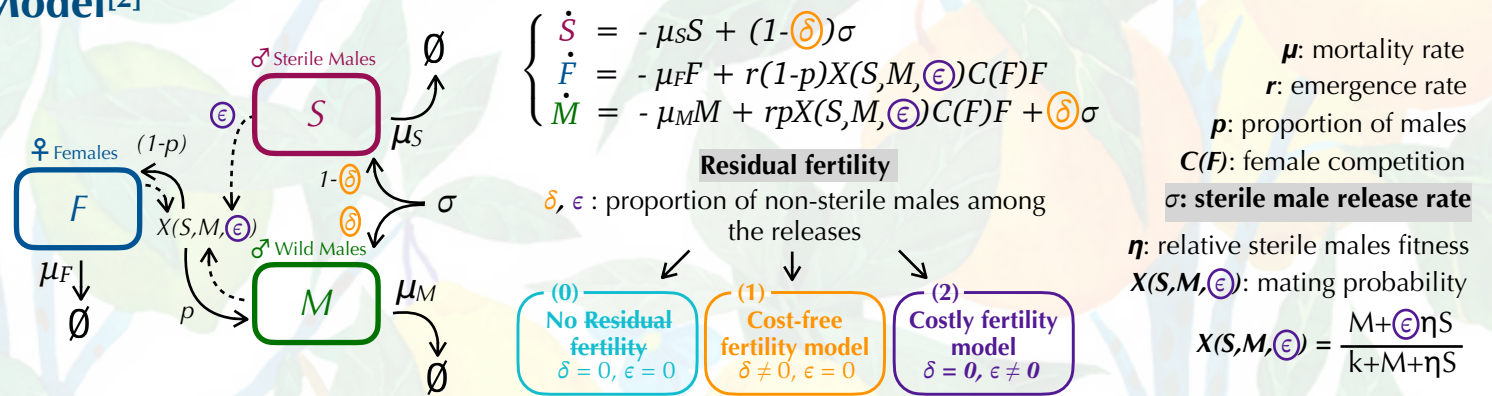 Model[2]
♂ Sterile Males
S
∅
μS
ϵ
♀ Females
(1-p)
F
X(S,M,ϵ)
1-δ
δ
σ
♂ Wild Males
M
μF
∅
p
μM
∅
Ṡ = - μSS + (1-δ)σ
Ḟ = - μFF + r(1-p)X(S,M,ϵ)C(F)F
Ṁ = - μMM + rpX(S,M,ϵ)C(F)F + δσ
Residual fertility
δ, ϵ : proportion of non-sterile males among
the releases
(0)
No Residual
fertility
δ = 0, ϵ = 0
(1)
Cost-free
fertility model
δ ≠ 0, ϵ = 0
(2)
Costly fertility
model
δ = 0, ϵ ≠ 0
μ: mortality rate
r: emergence rate
p: proportion of males
C(F): female competition
σ: sterile male release rate
η: relative sterile males fitness
X(S,M,ϵ): mating probability
X(S,M,ϵ) = M+ϵηS
k+M+ηS